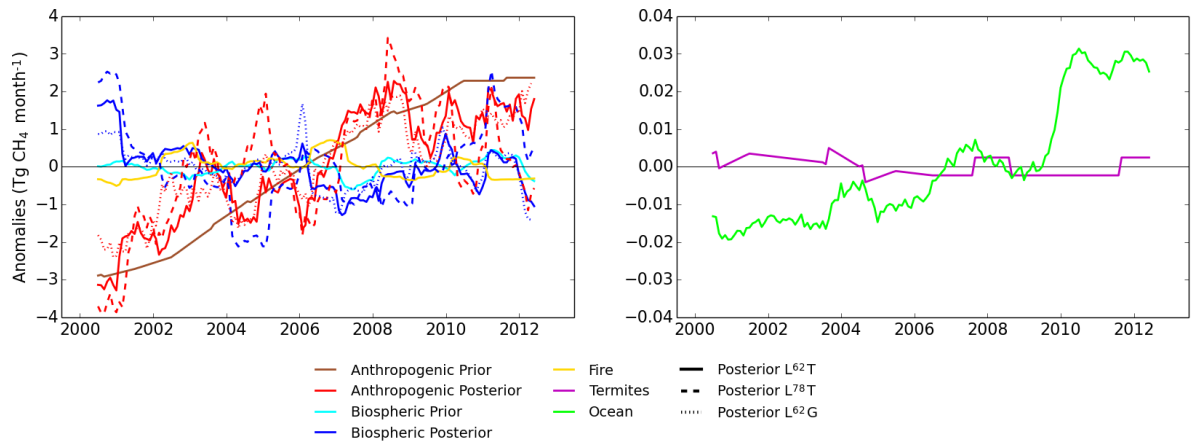 Anomalies (Tg CH₄ month⁻¹)
4
3
2
1
0
−1
−2
−3
−4
2000 2002 2004 2006 2008 2010 2012
0.04
0.03
0.02
0.01
0.00
−0.01
−0.02
−0.03
−0.04
2000 2002 2004 2006 2008 2010 2012
Anthropogenic Prior
Anthropogenic Posterior
Biospheric Prior
Biospheric Posterior
Fire
Termites
Ocean
Posterior L⁶²T
Posterior L⁷⁸T
Posterior L⁶²G